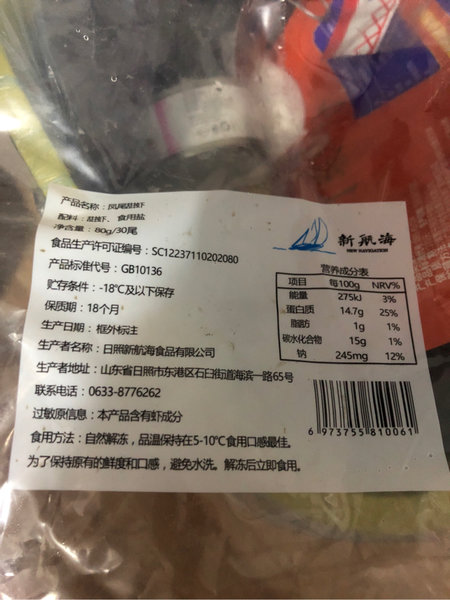 产品名称：凤尾甜虾
配料：甜虾、食用盐
净含量：80g/30尾
食品生产许可证编号：SC12237110202080
产品标准代号：GB10136
贮存条件：-18℃及以下保存
保质期：18个月
生产日期：框外标注
生产者名称：日照新航海食品有限公司
生产者地址：山东省日照市东港区石臼街道海滨一路65号
联系电话：0633-8776262
过敏原信息：本产品含有虾成分
食用方法：自然解冻，品温保持在5-10℃食用口感最佳。
为了保持原有的鲜度和口感，避免水洗。解冻后立即食用。
新航海
NEW NAVIGATION
营养成分表
项目 每100g NRV%
能量 275kJ 3%
蛋白质 14.7g 25%
脂肪 1g 1%
碳水化合物 15g 1%
钠 245mg 12%
6973755810061